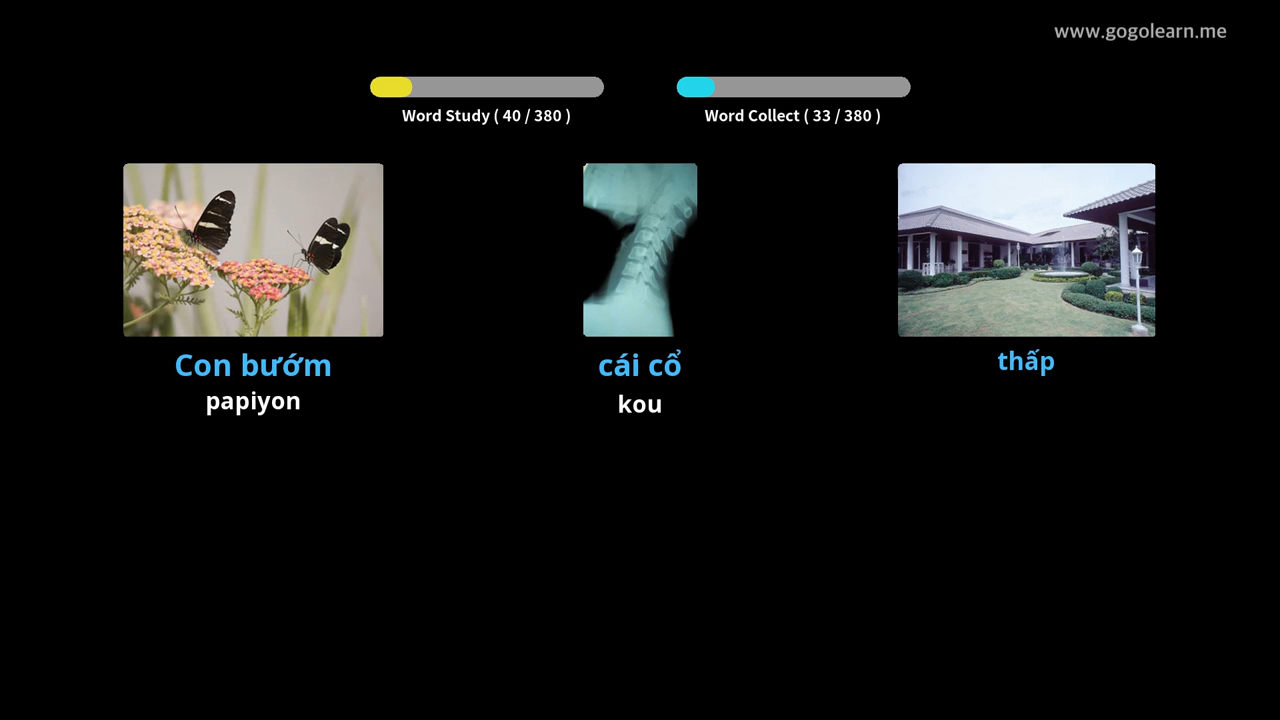 www.gogolearn.me
Word Study ( 40 / 380 )
Word Collect ( 33 / 380 )
Con bướm
papiyon
cái cổ
kou
thấp